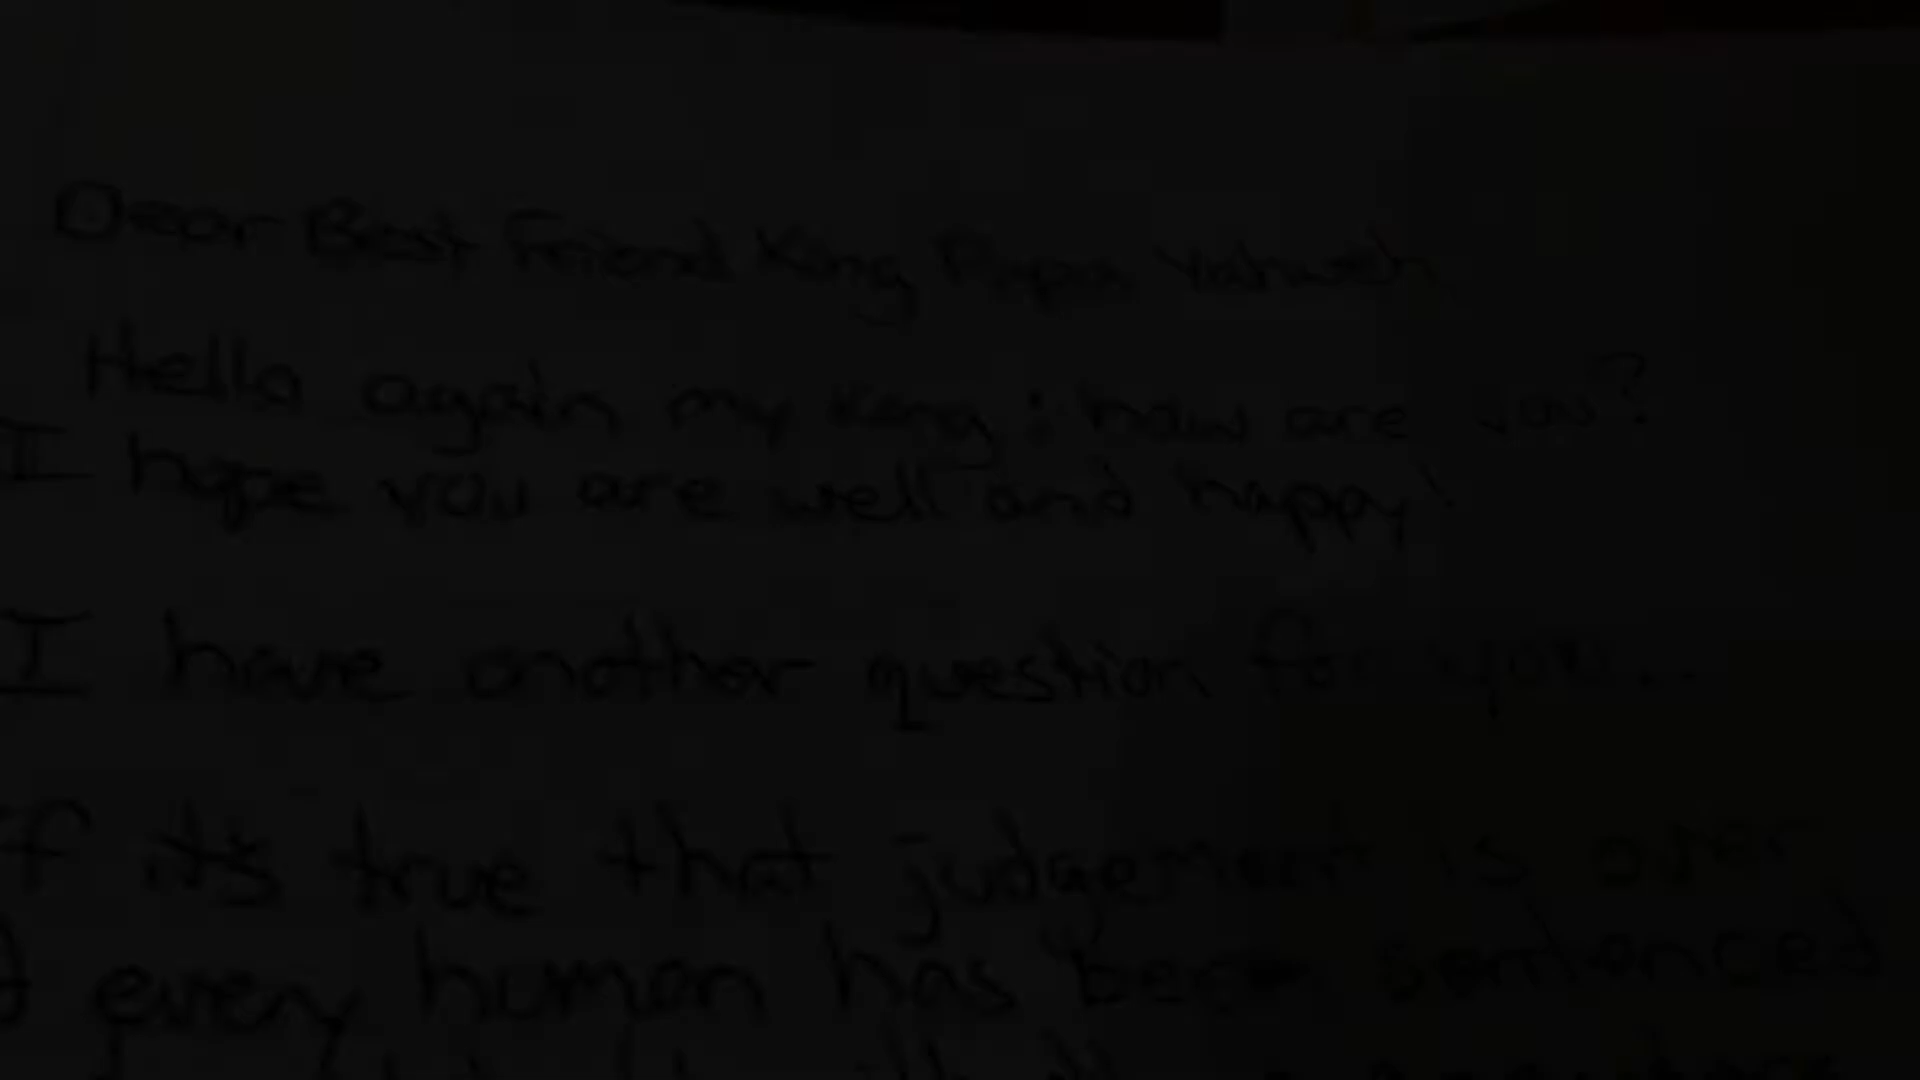 Dear Best Friend King Papa Yahweh
Hello again my King : how are you?
I hope you are well and happy!
I have another question for you..
If it's true that judgement is over
every human has been sentenced